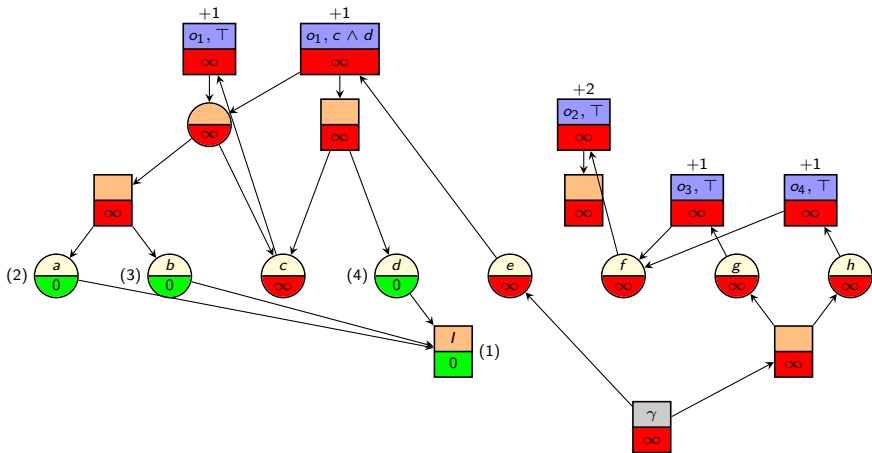 +1 +1
o₁, ⊤ o₁, c ∧ d
∞ ∞
+2
o₂, ⊤
∞ ∞
∞
+1 +1
o₃, ⊤ o₄, ⊤
∞ ∞ ∞ ∞
(2) a (3) b c (4) d e f g h
0 0 ∞ 0 ∞ ∞ ∞ ∞
I
0 (1) ∞
γ
∞